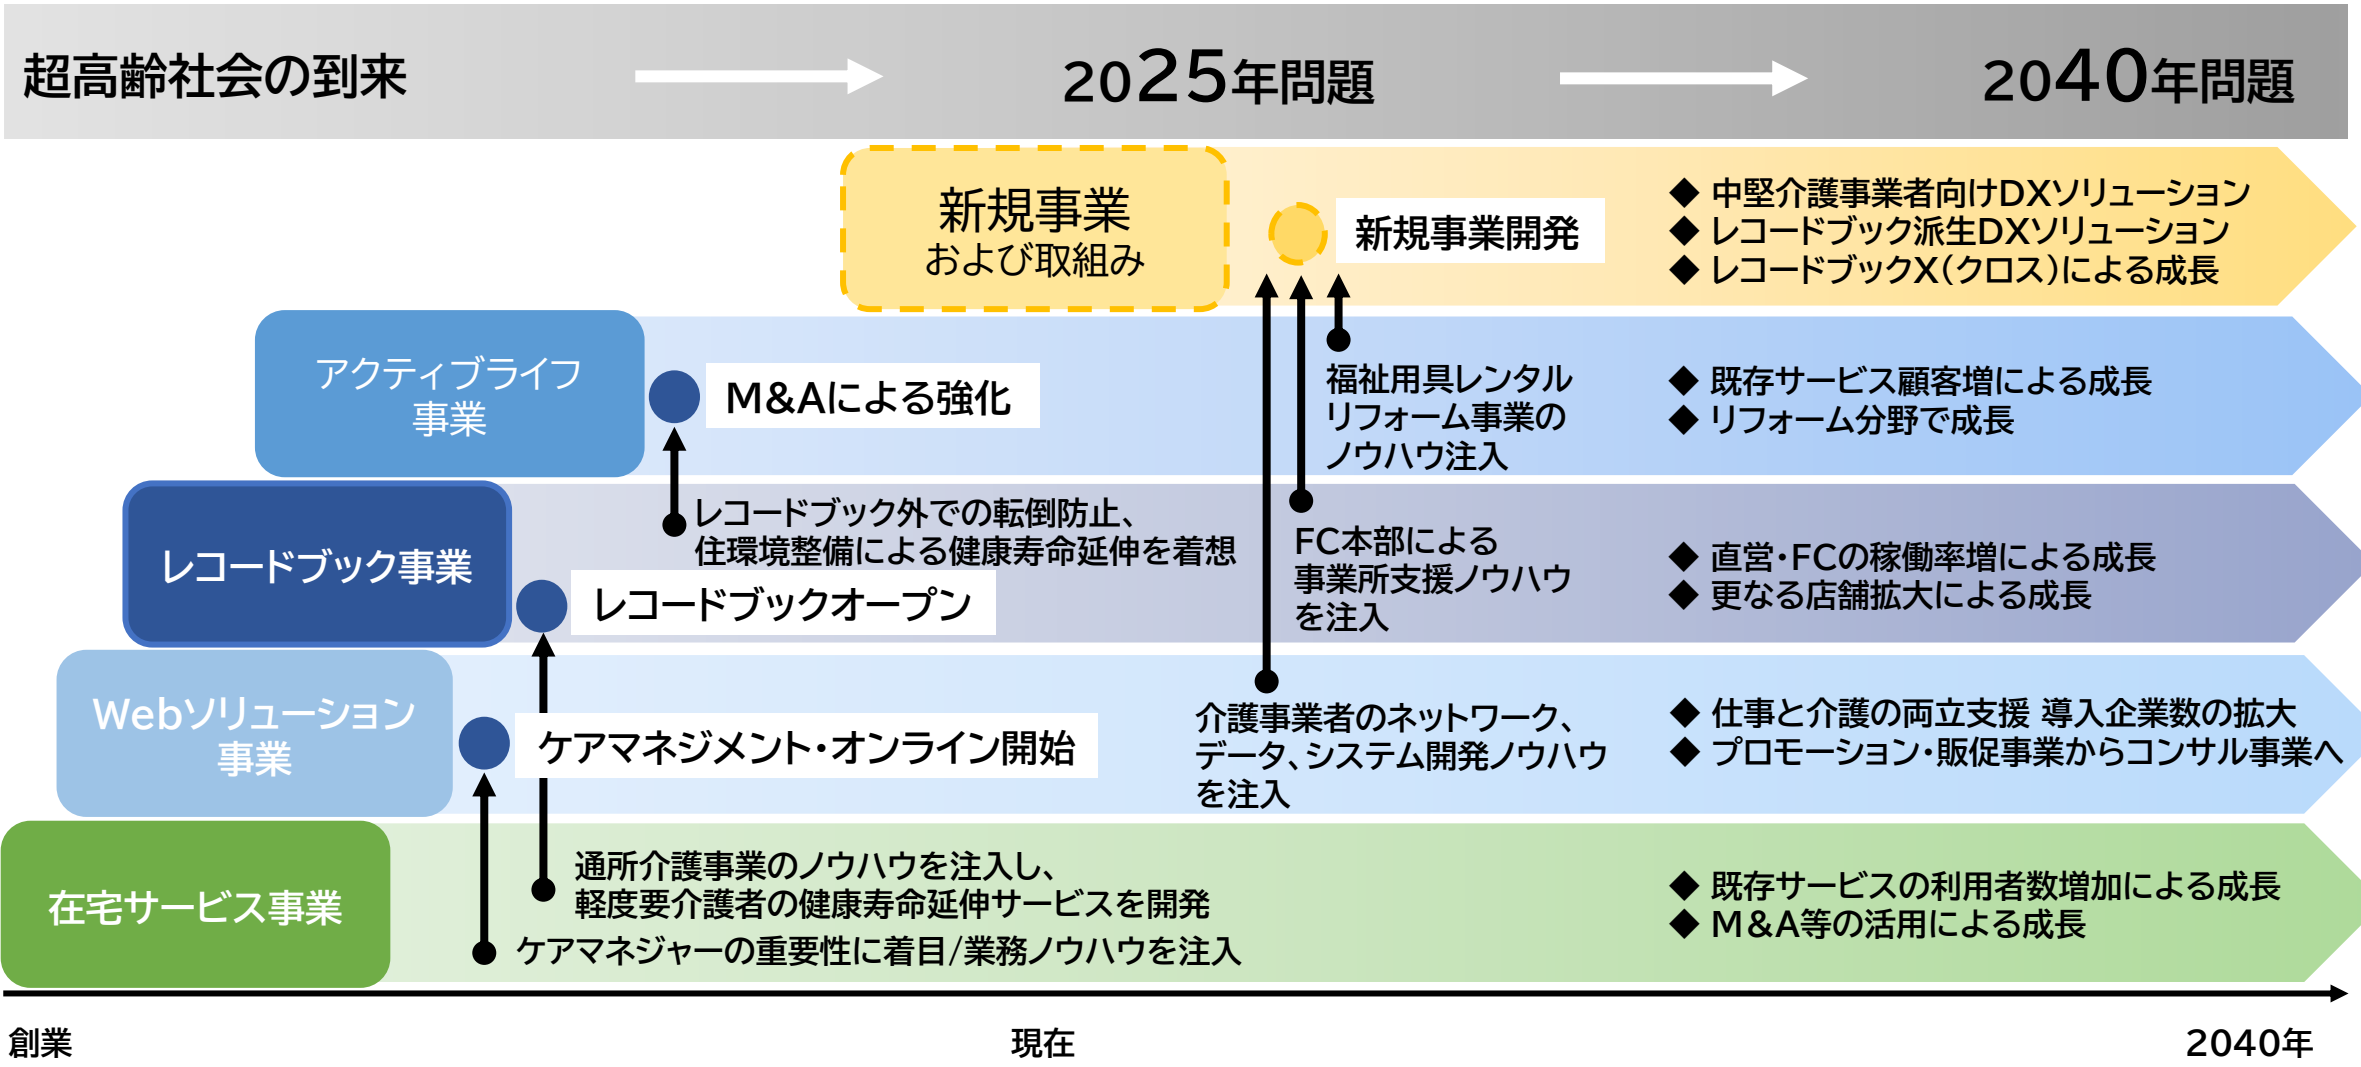 超高齢社会の到来
2025年問題
2040年問題
新規事業
および取組み
新規事業開発
◆ 中堅介護事業者向けDXソリューション
◆ レコードブック派生DXソリューション
◆ レコードブックX(クロス)による成長
アクティブライフ
事業
M&Aによる強化
福祉用具レンタル
リフォーム事業の
ノウハウ注入
◆ 既存サービス顧客増による成長
◆ リフォーム分野で成長
レコードブック事業
レコードブック外での転倒防止、
住環境整備による健康寿命延伸を着想
レコードブックオープン
FC本部による
事業所支援ノウハウ
を注入
◆ 直営・FCの稼働率増による成長
◆ 更なる店舗拡大による成長
Webソリューション
事業
ケアマネジメント・オンライン開始
介護事業者のネットワーク、
データ、システム開発ノウハウ
を注入
◆ 仕事と介護の両立支援 導入企業数の拡大
◆ プロモーション・販促事業からコンサル事業へ
在宅サービス事業
通所介護事業のノウハウを注入し、
軽度要介護者の健康寿命延伸サービスを開発
ケアマネジャーの重要性に着目/業務ノウハウを注入
◆ 既存サービスの利用者数増加による成長
◆ M&A等の活用による成長
創業
現在
2040年